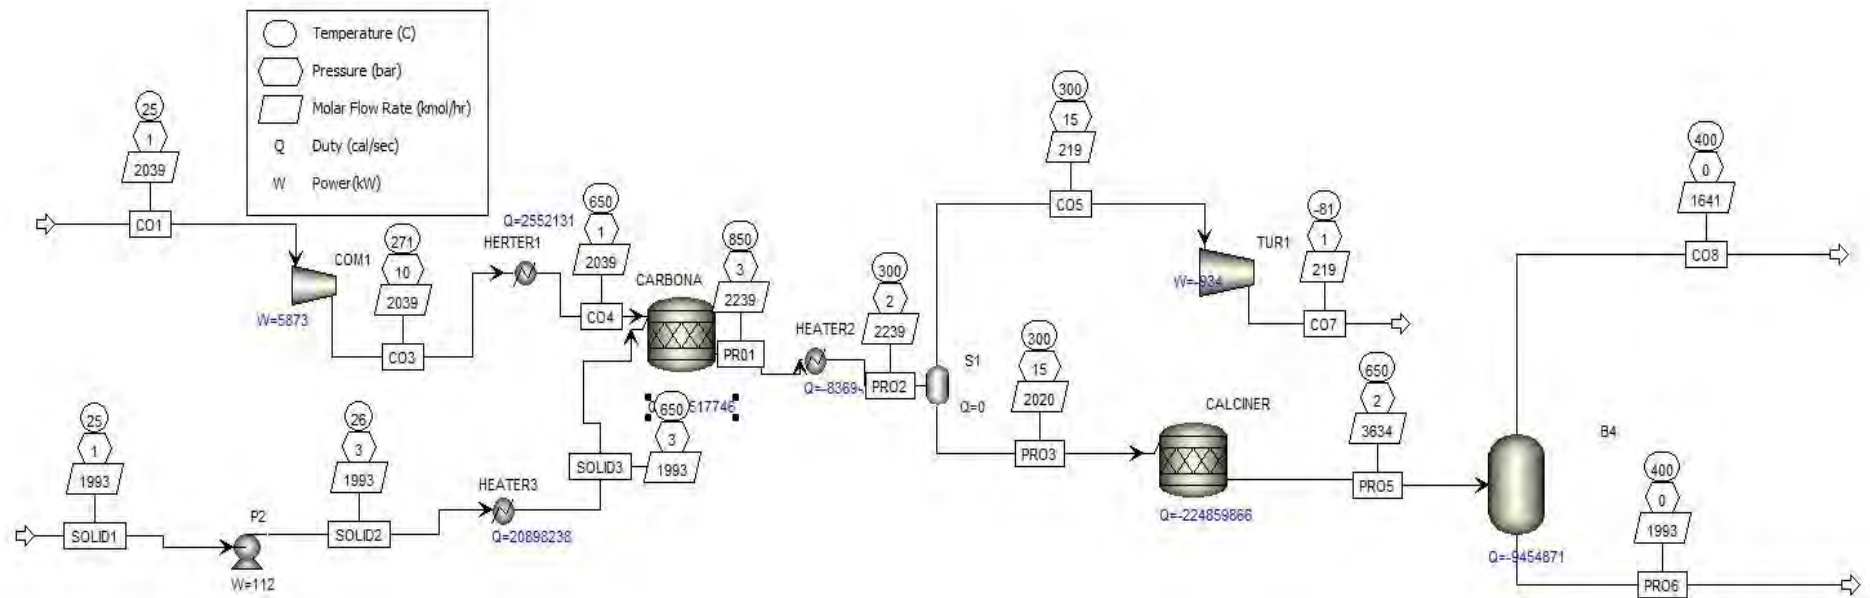 Temperature (C)
Pressure (bar)
Molar Flow Rate (kmol/hr)
Q Duty (cal/sec)
W Power(kW)
25
1
2039
CO1
COM1
W=5873
271
10
2039
CO3
Q=2552131
HERTER1
650
1
2039
CO4
CARBONA
850
3
2239
PRO1
HEATER2
Q=-8369
300
2
2239
PRO2
S1
Q=0
300
15
219
CO5
TUR1
W=-934
-81
1
219
CO7
300
15
2020
PRO3
CALCINER
Q=-224859866
650
2
3634
PRO5
B4
Q=-9454871
400
0
1641
CO8
400
0
1993
PRO6
25
1
1993
SOLID1
P2
W=112
26
3
1993
SOLID2
HEATER3
Q=20898238
SOLID3
650
517746
3
1993